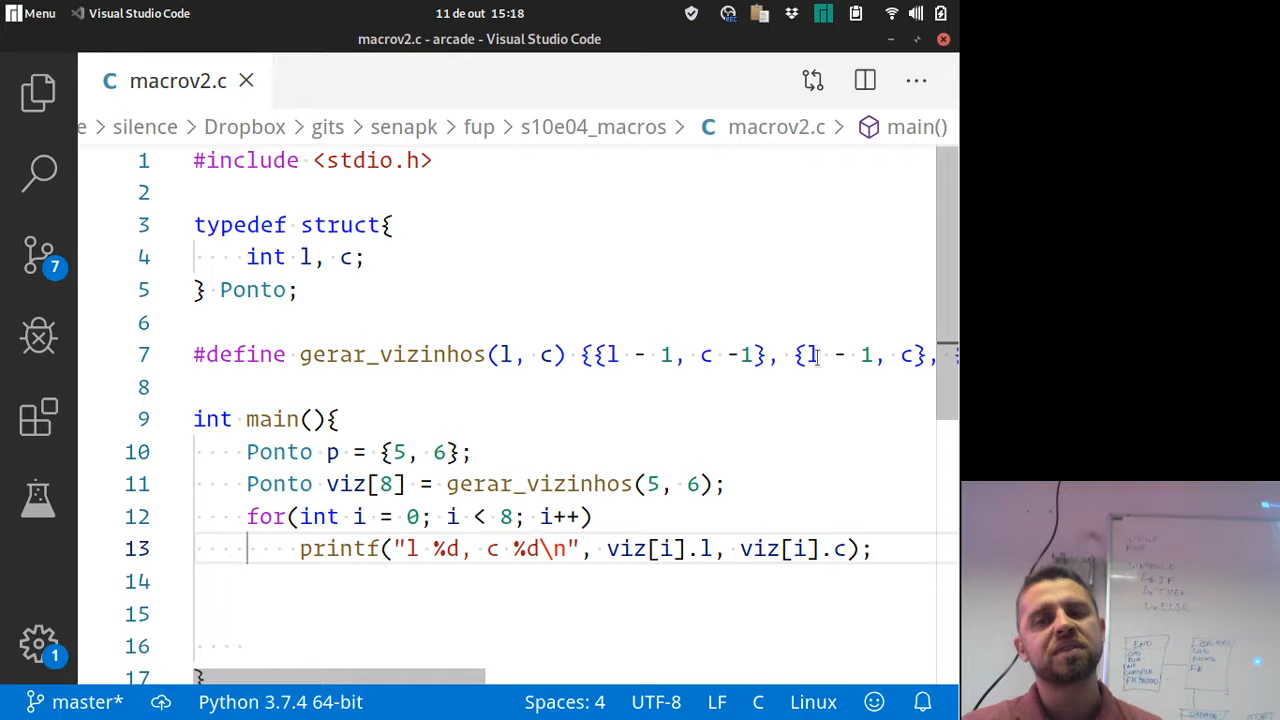 Menu Visual Studio Code 11 de out 15:18 REC
macrov2.c - arcade - Visual Studio Code
C macrov2.c
e > silence > Dropbox > gits > senapk > fup > s10e04_macros > C macrov2.c > main()
1 #include <stdio.h>
2
3 typedef struct{
4 int l, c;
5 } Ponto;
6
7 #define gerar_vizinhos(l, c) {{l - 1, c -1}, {l - 1, c},
8
9 int main(){
10 Ponto p = {5, 6};
11 Ponto viz[8] = gerar_vizinhos(5, 6);
12 for(int i = 0; i < 8; i++)
13 printf("l %d, c %d\n", viz[i].l, viz[i].c);
14
15
16
17 }
7
1
master* Python 3.7.4 64-bit Spaces: 4 UTF-8 LF C Linux
IF
ELSE